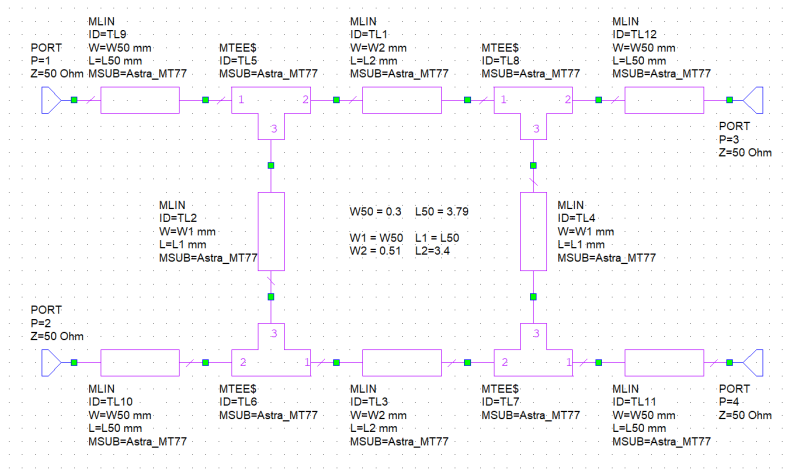 MLIN
ID=TL9
W=W50 mm
L=L50 mm
MSUB=Astra_MT77
PORT
P=1
Z=50 Ohm
MTEE$
ID=TL5
MSUB=Astra_MT77
MLIN
ID=TL1
W=W2 mm
L=L2 mm
MSUB=Astra_MT77
MTEE$
ID=TL8
MSUB=Astra_MT77
MLIN
ID=TL12
W=W50 mm
L=L50 mm
MSUB=Astra_MT77
1 2
3
1 2
3
PORT
P=3
Z=50 Ohm
MLIN
ID=TL2
W=W1 mm
L=L1 mm
MSUB=Astra_MT77
W50 = 0.3 L50 = 3.79
W1 = W50 L1 = L50
W2 = 0.51 L2=3.4
MLIN
ID=TL4
W=W1 mm
L=L1 mm
MSUB=Astra_MT77
PORT
P=2
Z=50 Ohm
3
2 1
3
2 1
MLIN
ID=TL10
W=W50 mm
L=L50 mm
MSUB=Astra_MT77
MTEE$
ID=TL6
MSUB=Astra_MT77
MLIN
ID=TL3
W=W2 mm
L=L2 mm
MSUB=Astra_MT77
MTEE$
ID=TL7
MSUB=Astra_MT77
MLIN
ID=TL11
W=W50 mm
L=L50 mm
MSUB=Astra_MT77
PORT
P=4
Z=50 Ohm